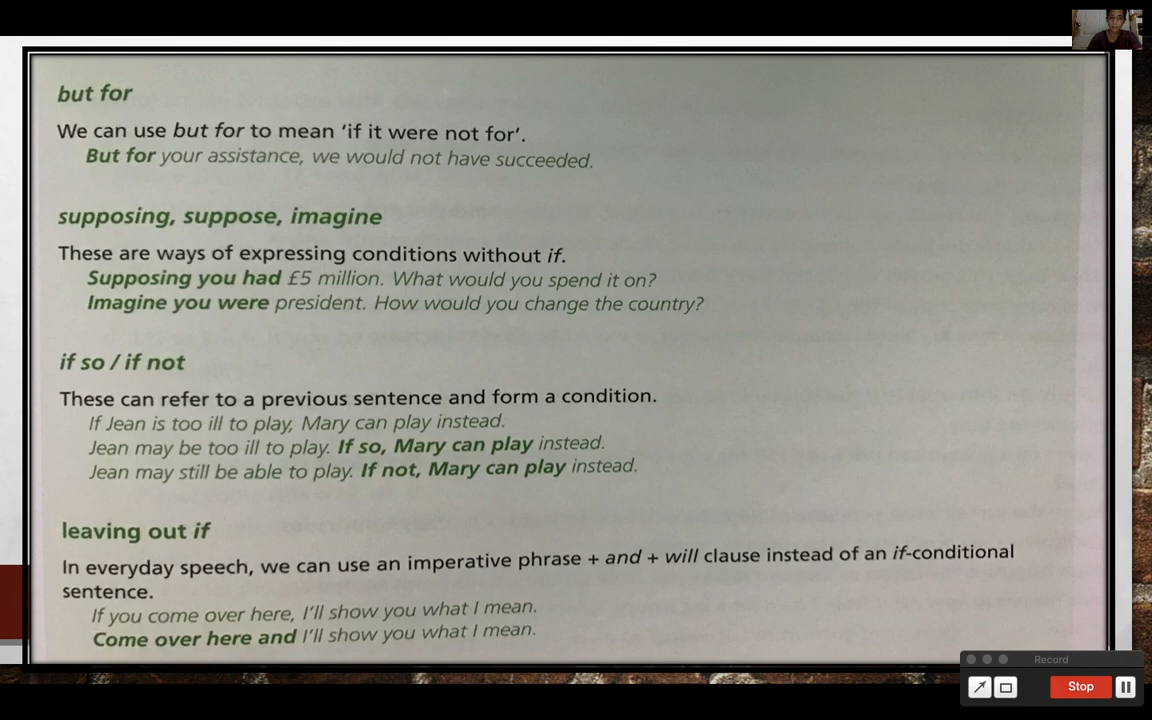 but for
We can use but for to mean 'if it were not for'.
But for your assistance, we would not have succeeded.
supposing, suppose, imagine
These are ways of expressing conditions without if.
Supposing you had £5 million. What would you spend it on?
Imagine you were president. How would you change the country?
if so / if not
These can refer to a previous sentence and form a condition.
If Jean is too ill to play, Mary can play instead.
Jean may be too ill to play. If so, Mary can play instead.
Jean may still be able to play. If not, Mary can play instead.
leaving out if
In everyday speech, we can use an imperative phrase + and + will clause instead of an if-conditional
sentence.
If you come over here, I'll show you what I mean.
Come over here and I'll show you what I mean.
Record
Stop